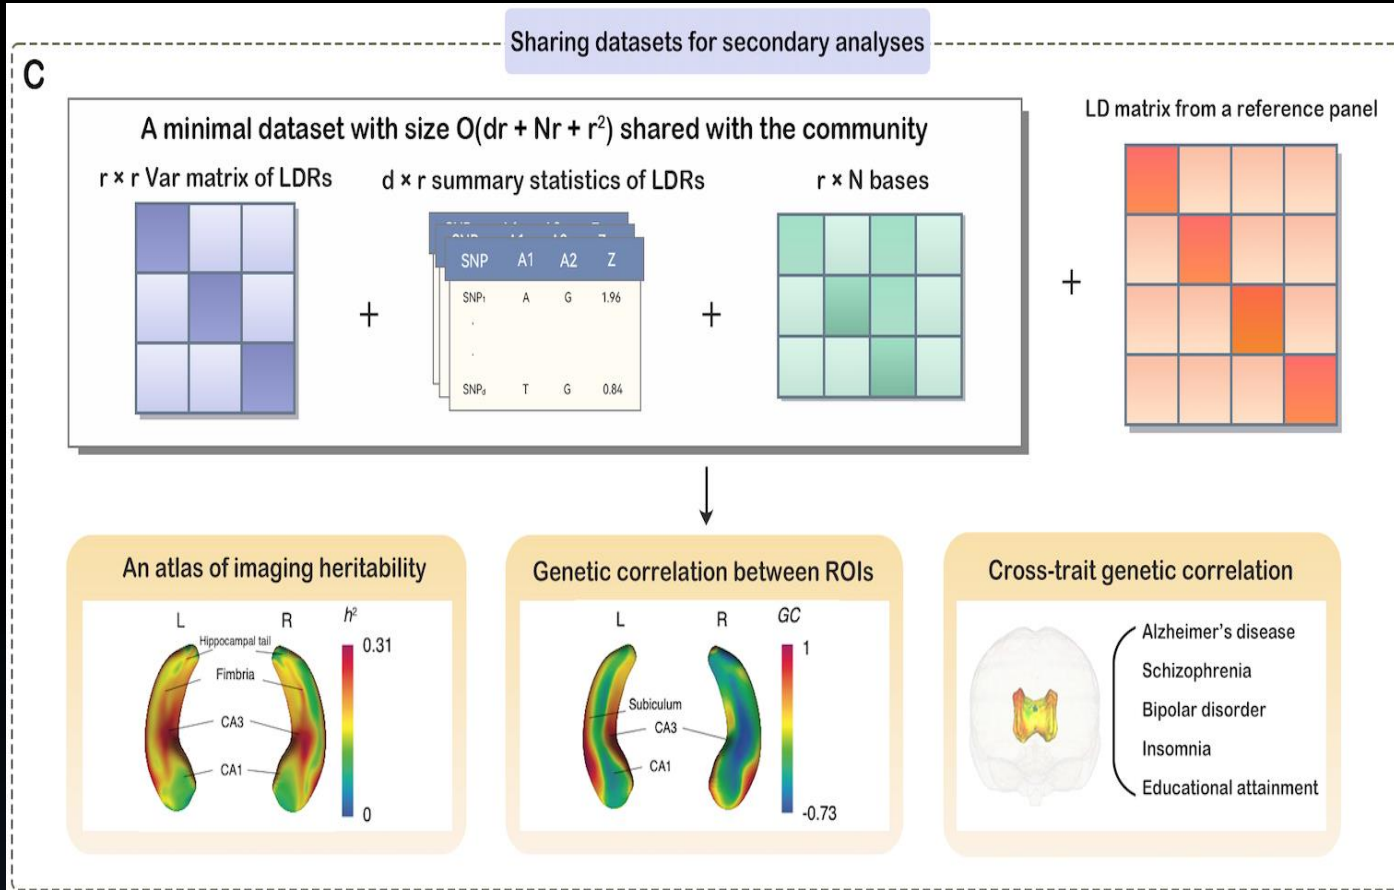 Sharing datasets for secondary analyses
C
A minimal dataset with size O(dr + Nr + r²) shared with the community
LD matrix from a reference panel
r × r Var matrix of LDRs
d × r summary statistics of LDRs
r × N bases
SNP A1 A2 Z
SNP₁ A G 1.96
.
.
SNPd T G 0.84
+
+
+
An atlas of imaging heritability
L R h²
Hippocampal tail
Fimbria
CA3
CA1
0.31
0
Genetic correlation between ROIs
L R GC
Subiculum
CA3
CA1
1
-0.73
Cross-trait genetic correlation
Alzheimer's disease
Schizophrenia
Bipolar disorder
Insomnia
Educational attainment